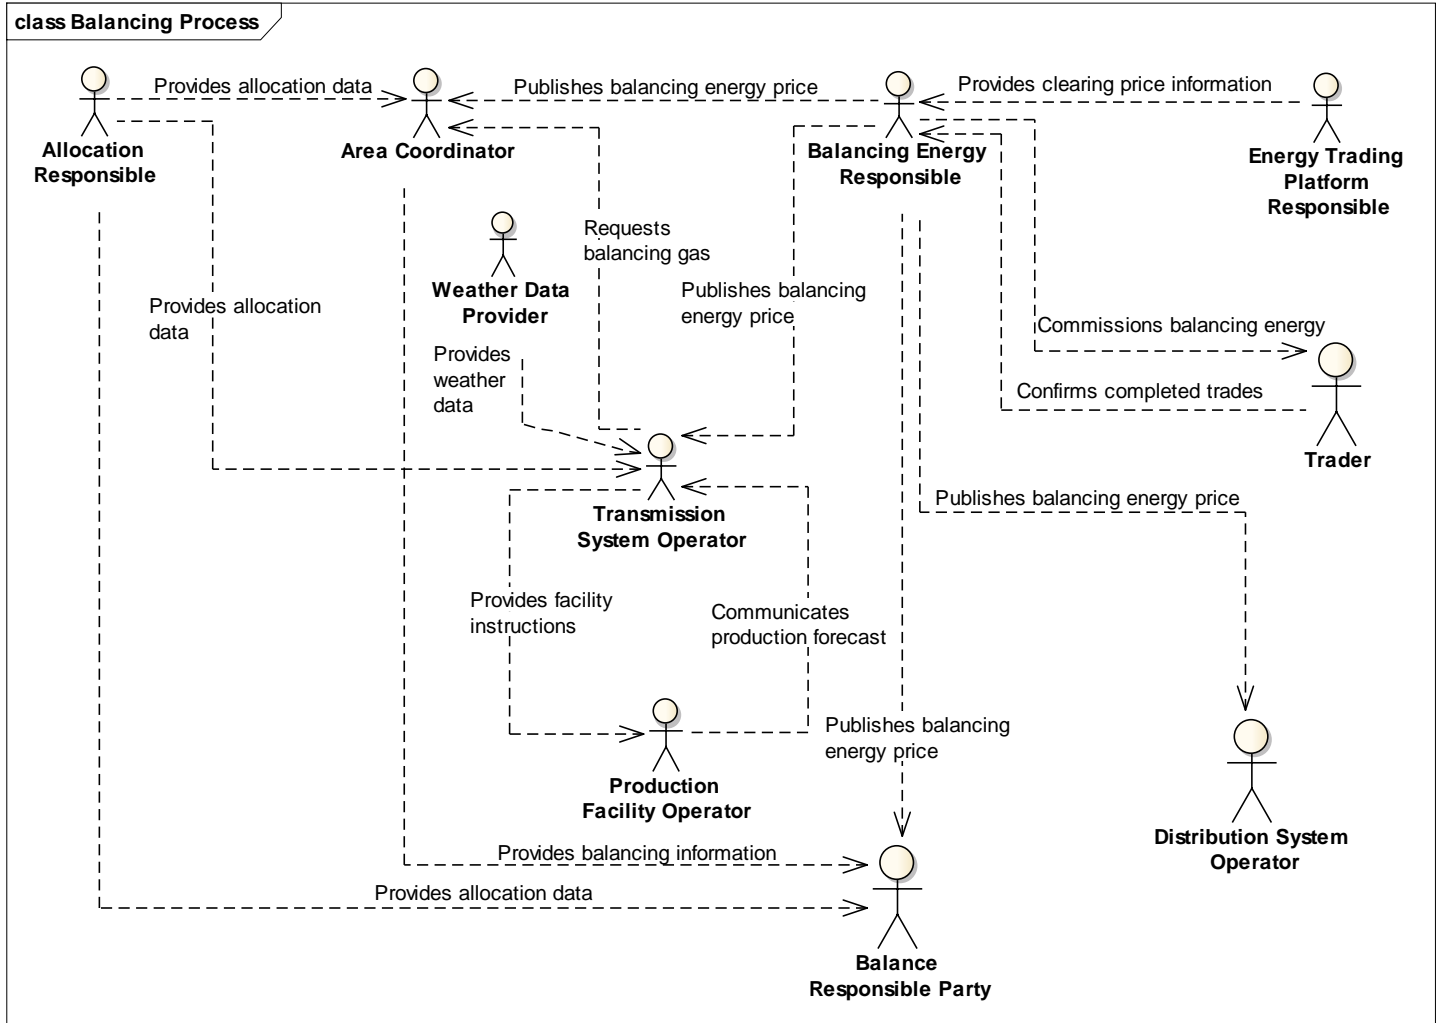 class Balancing Process
Provides allocation data
Publishes balancing energy price
Provides clearing price information
Allocation
Responsible
Area Coordinator
Balancing Energy
Responsible
Energy Trading
Platform
Responsible
Requests
balancing gas
Weather Data
Provider
Publishes balancing
energy price
Provides allocation
data
Commissions balancing energy
Provides
weather
data
Confirms completed trades
Trader
Publishes balancing energy price
Transmission
System Operator
Provides facility
instructions
Communicates
production forecast
Publishes balancing
energy price
Production
Facility Operator
Distribution System
Operator
Provides balancing information
Provides allocation data
Balance
Responsible Party